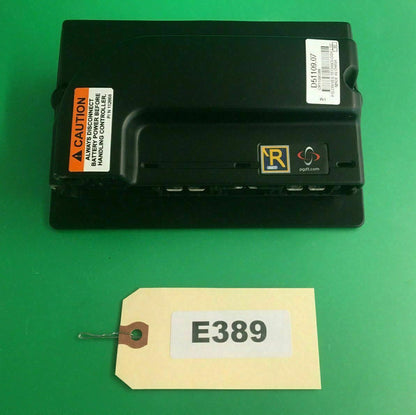 CAUTION
ALWAYS DISCONNECT
BATTERY POWER BEFORE
HANDLING CONTROLLER.
D51109.07
R
pgdt.com
E389